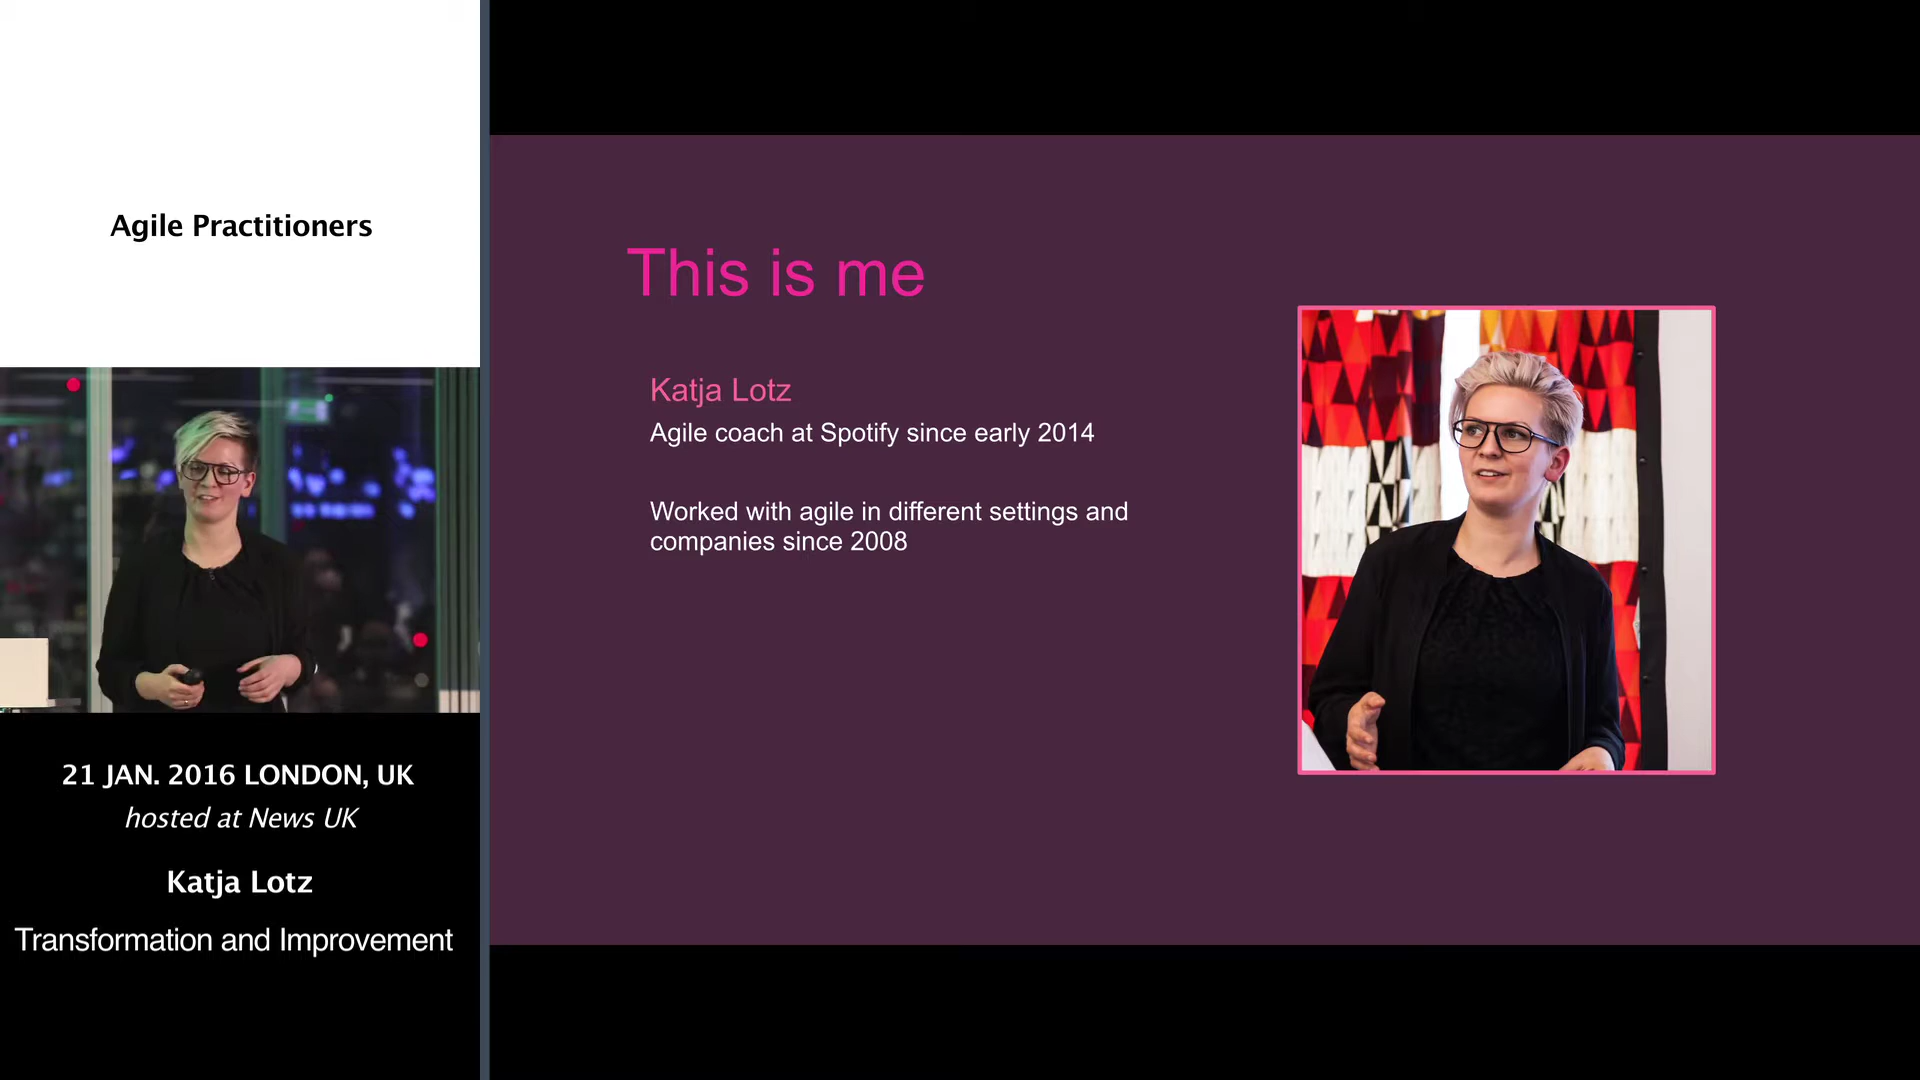 Agile Practitioners
21 JAN. 2016 LONDON, UK
hosted at News UK
Katja Lotz
Transformation and Improvement
This is me
Katja Lotz
Agile coach at Spotify since early 2014
Worked with agile in different settings and
companies since 2008